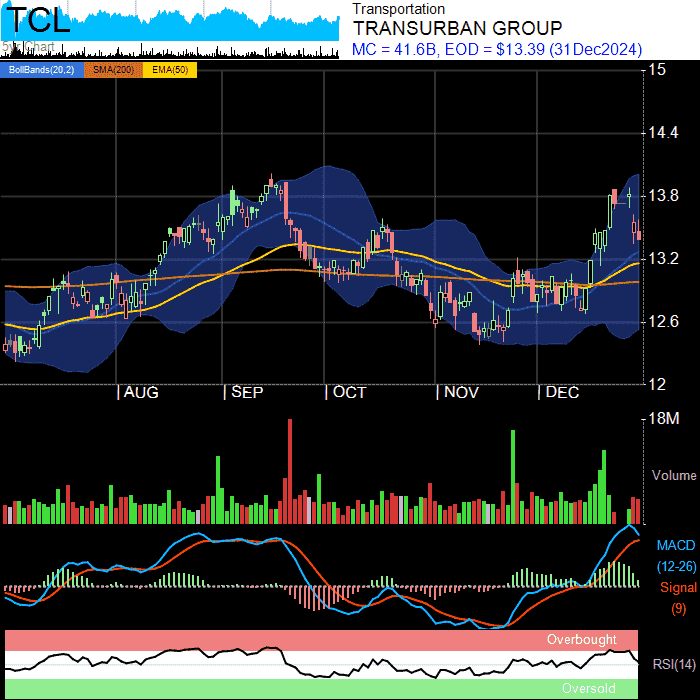 TCL
5yr Chart
Transportation
TRANSURBAN GROUP
MC = 41.6B, EOD = $13.39 (31Dec2024)
BollBands(20,2) SMA(200) EMA(50)
15
14.4
13.8
13.2
12.6
12
AUG SEP OCT NOV DEC
18M
Volume
MACD
(12-26)
Signal
(9)
Overbought
RSI(14)
Oversold